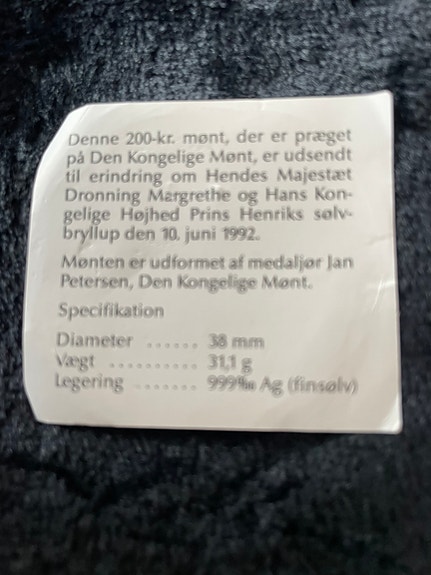 Denne 200-kr. mønt, der er præget
på Den Kongelige Mønt, er udsendt
til erindring om Hendes Majestæt
Dronning Margrethe og Hans Kon-
gelige Højhed Prins Henriks sølv-
bryllup den 10. juni 1992.
Mønten er udformet af medaljør Jan
Petersen, Den Kongelige Mønt.
Specifikation
Diameter ...... 38 mm
Vægt .......... 31,1 g
Legering ....... 999‰ Ag (finsølv)